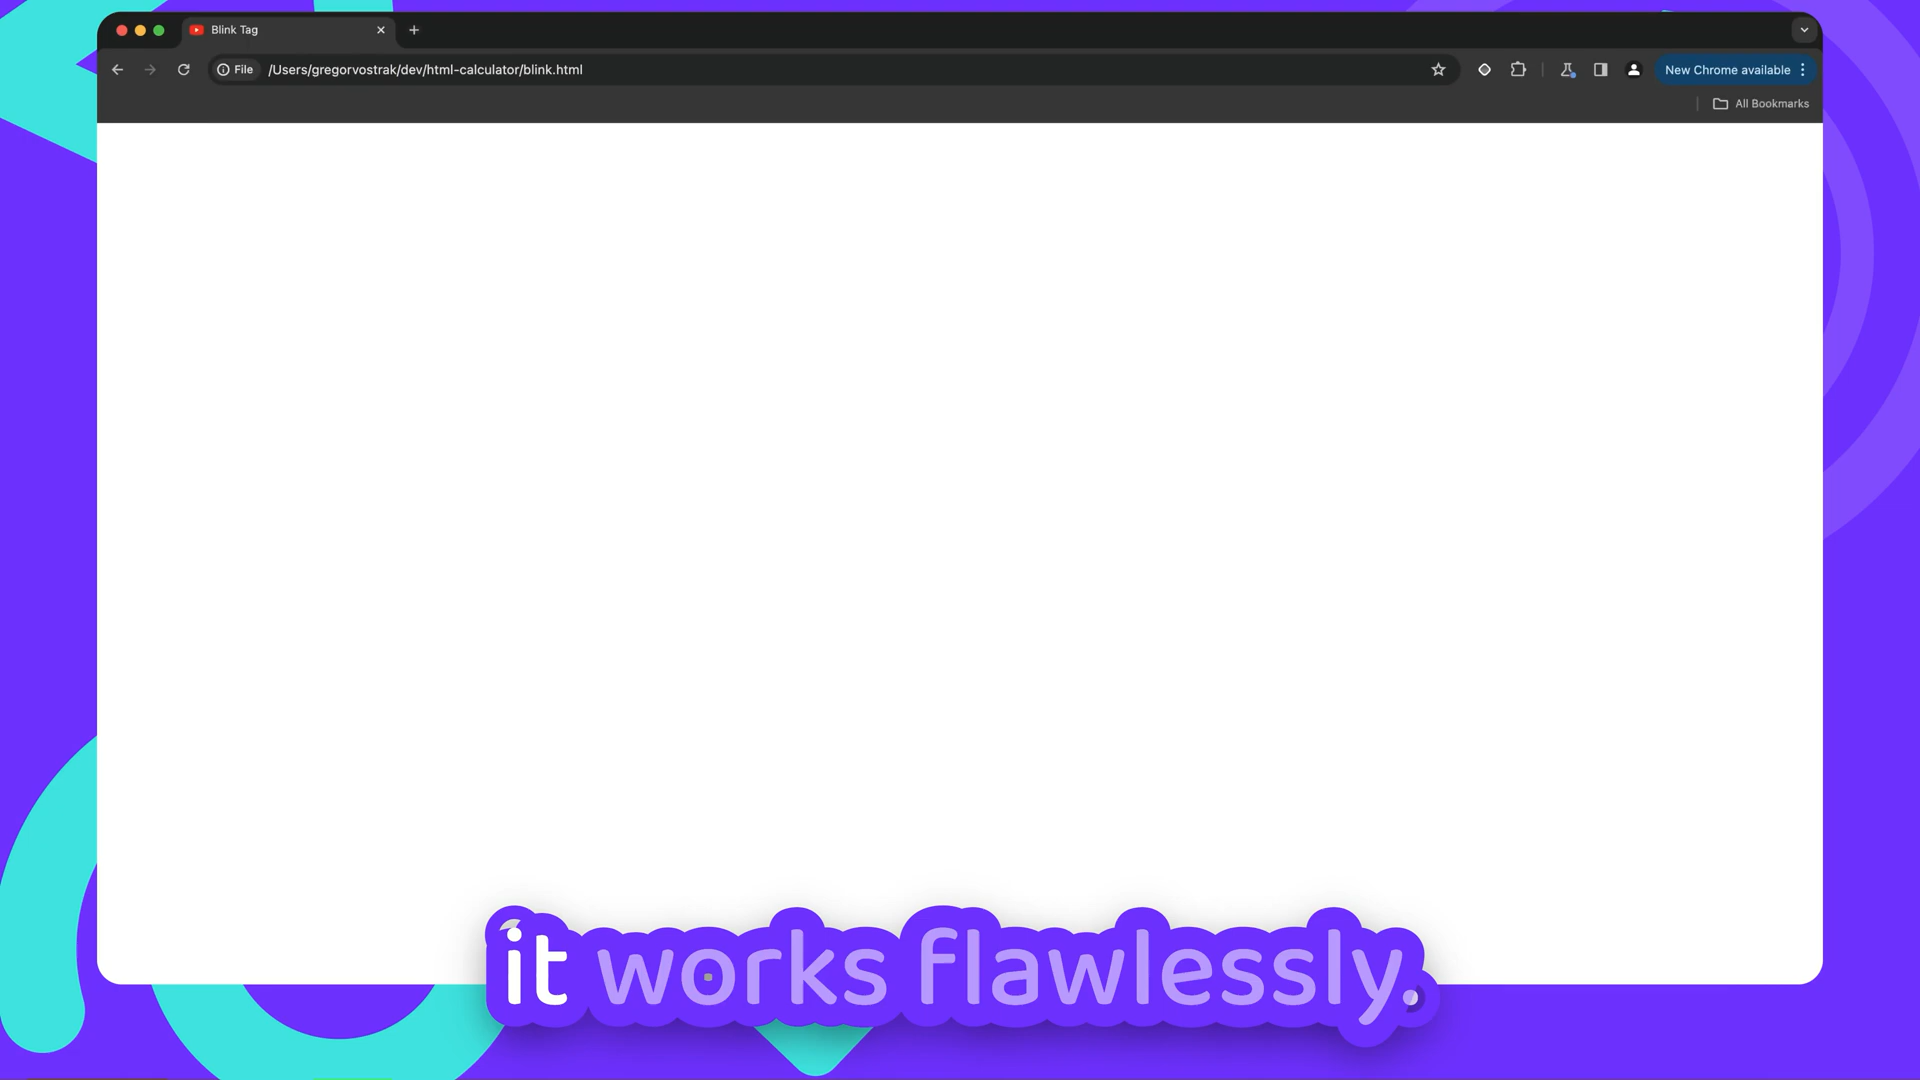 Blink Tag
File
/Users/gregorvostrak/dev/html-calculator/blink.html
New Chrome available
All Bookmarks
it works flawlessly.